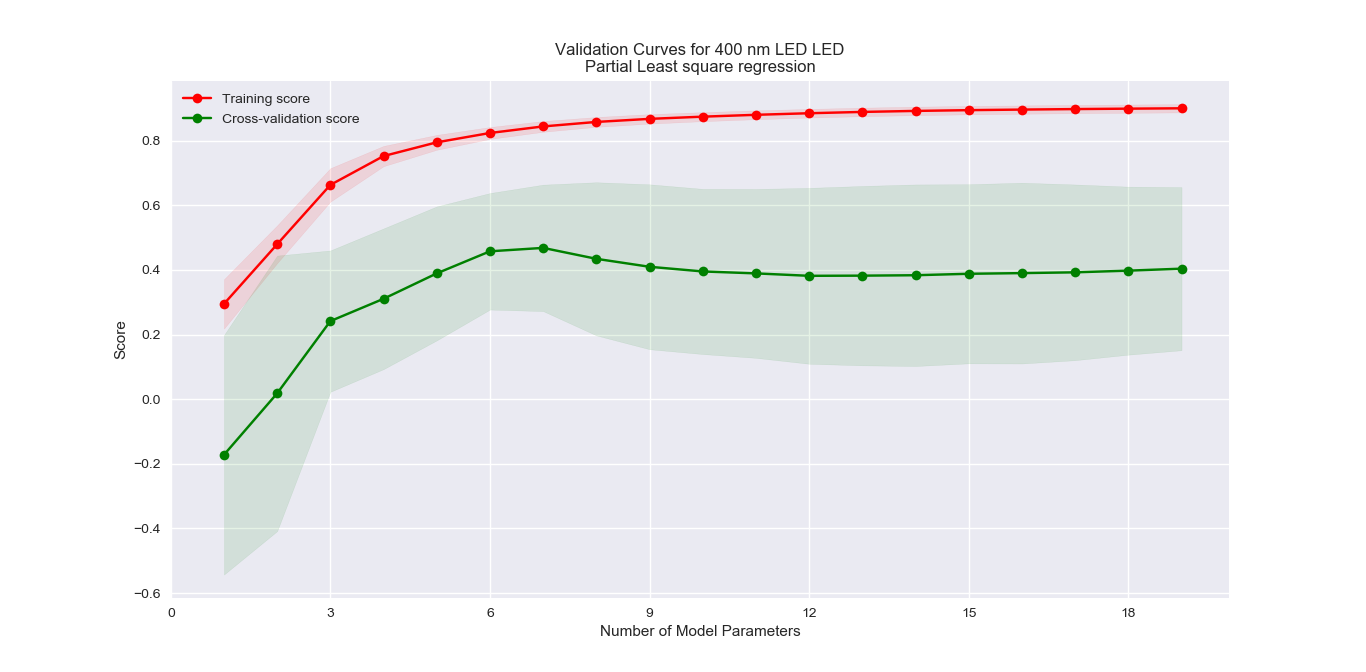 Validation Curves for 400 nm LED LED
Partial Least square regression
Training score
Cross-validation score
Score
0.8
0.6
0.4
0.2
0.0
−0.2
−0.4
−0.6
0 3 6 9 12 15 18
Number of Model Parameters